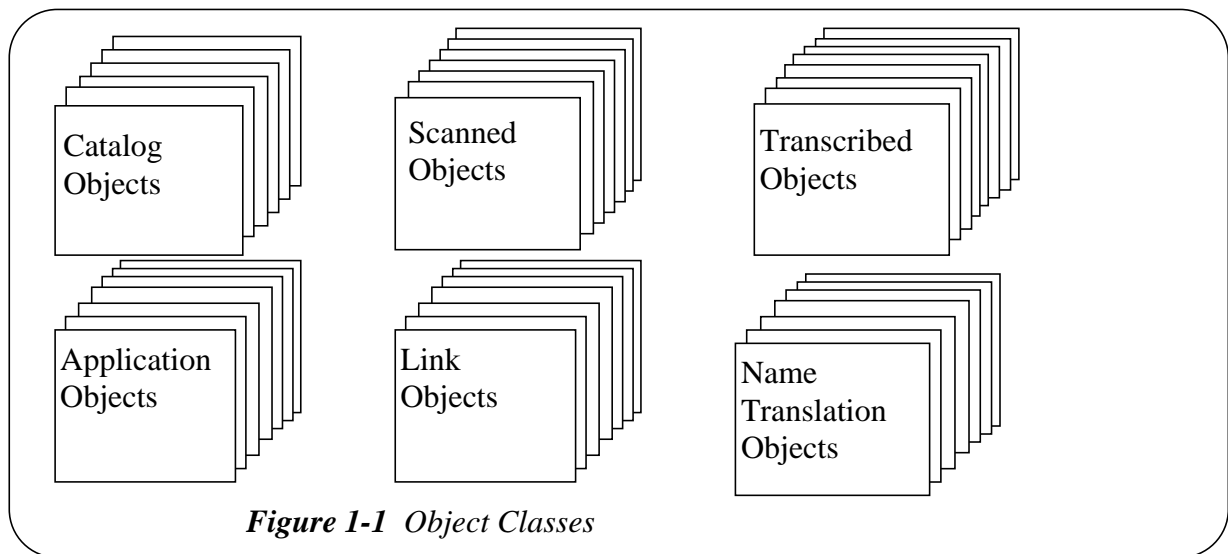 Catalog
Objects
Scanned
Objects
Transcribed
Objects
Application
Objects
Link
Objects
Name
Translation
Objects
Figure 1-1 Object Classes